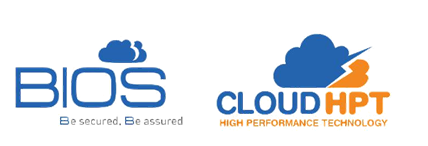 BIOS
Be secured, Be assured
CLOUD HPT
HIGH PERFORMANCE TECHNOLOGY